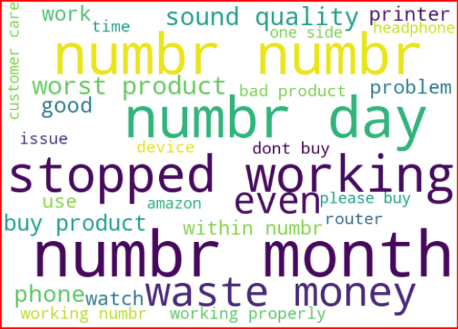 customer care
work
time
sound quality
printer
one side
headphone
numbr numbr
worst product
bad product
problem
good
numbr day
issue
device
dont buy
stopped working
use
amazon
even
please buy
buy product
within numbr
router
numbr month
phone
watch
waste money
working numbr
working properly